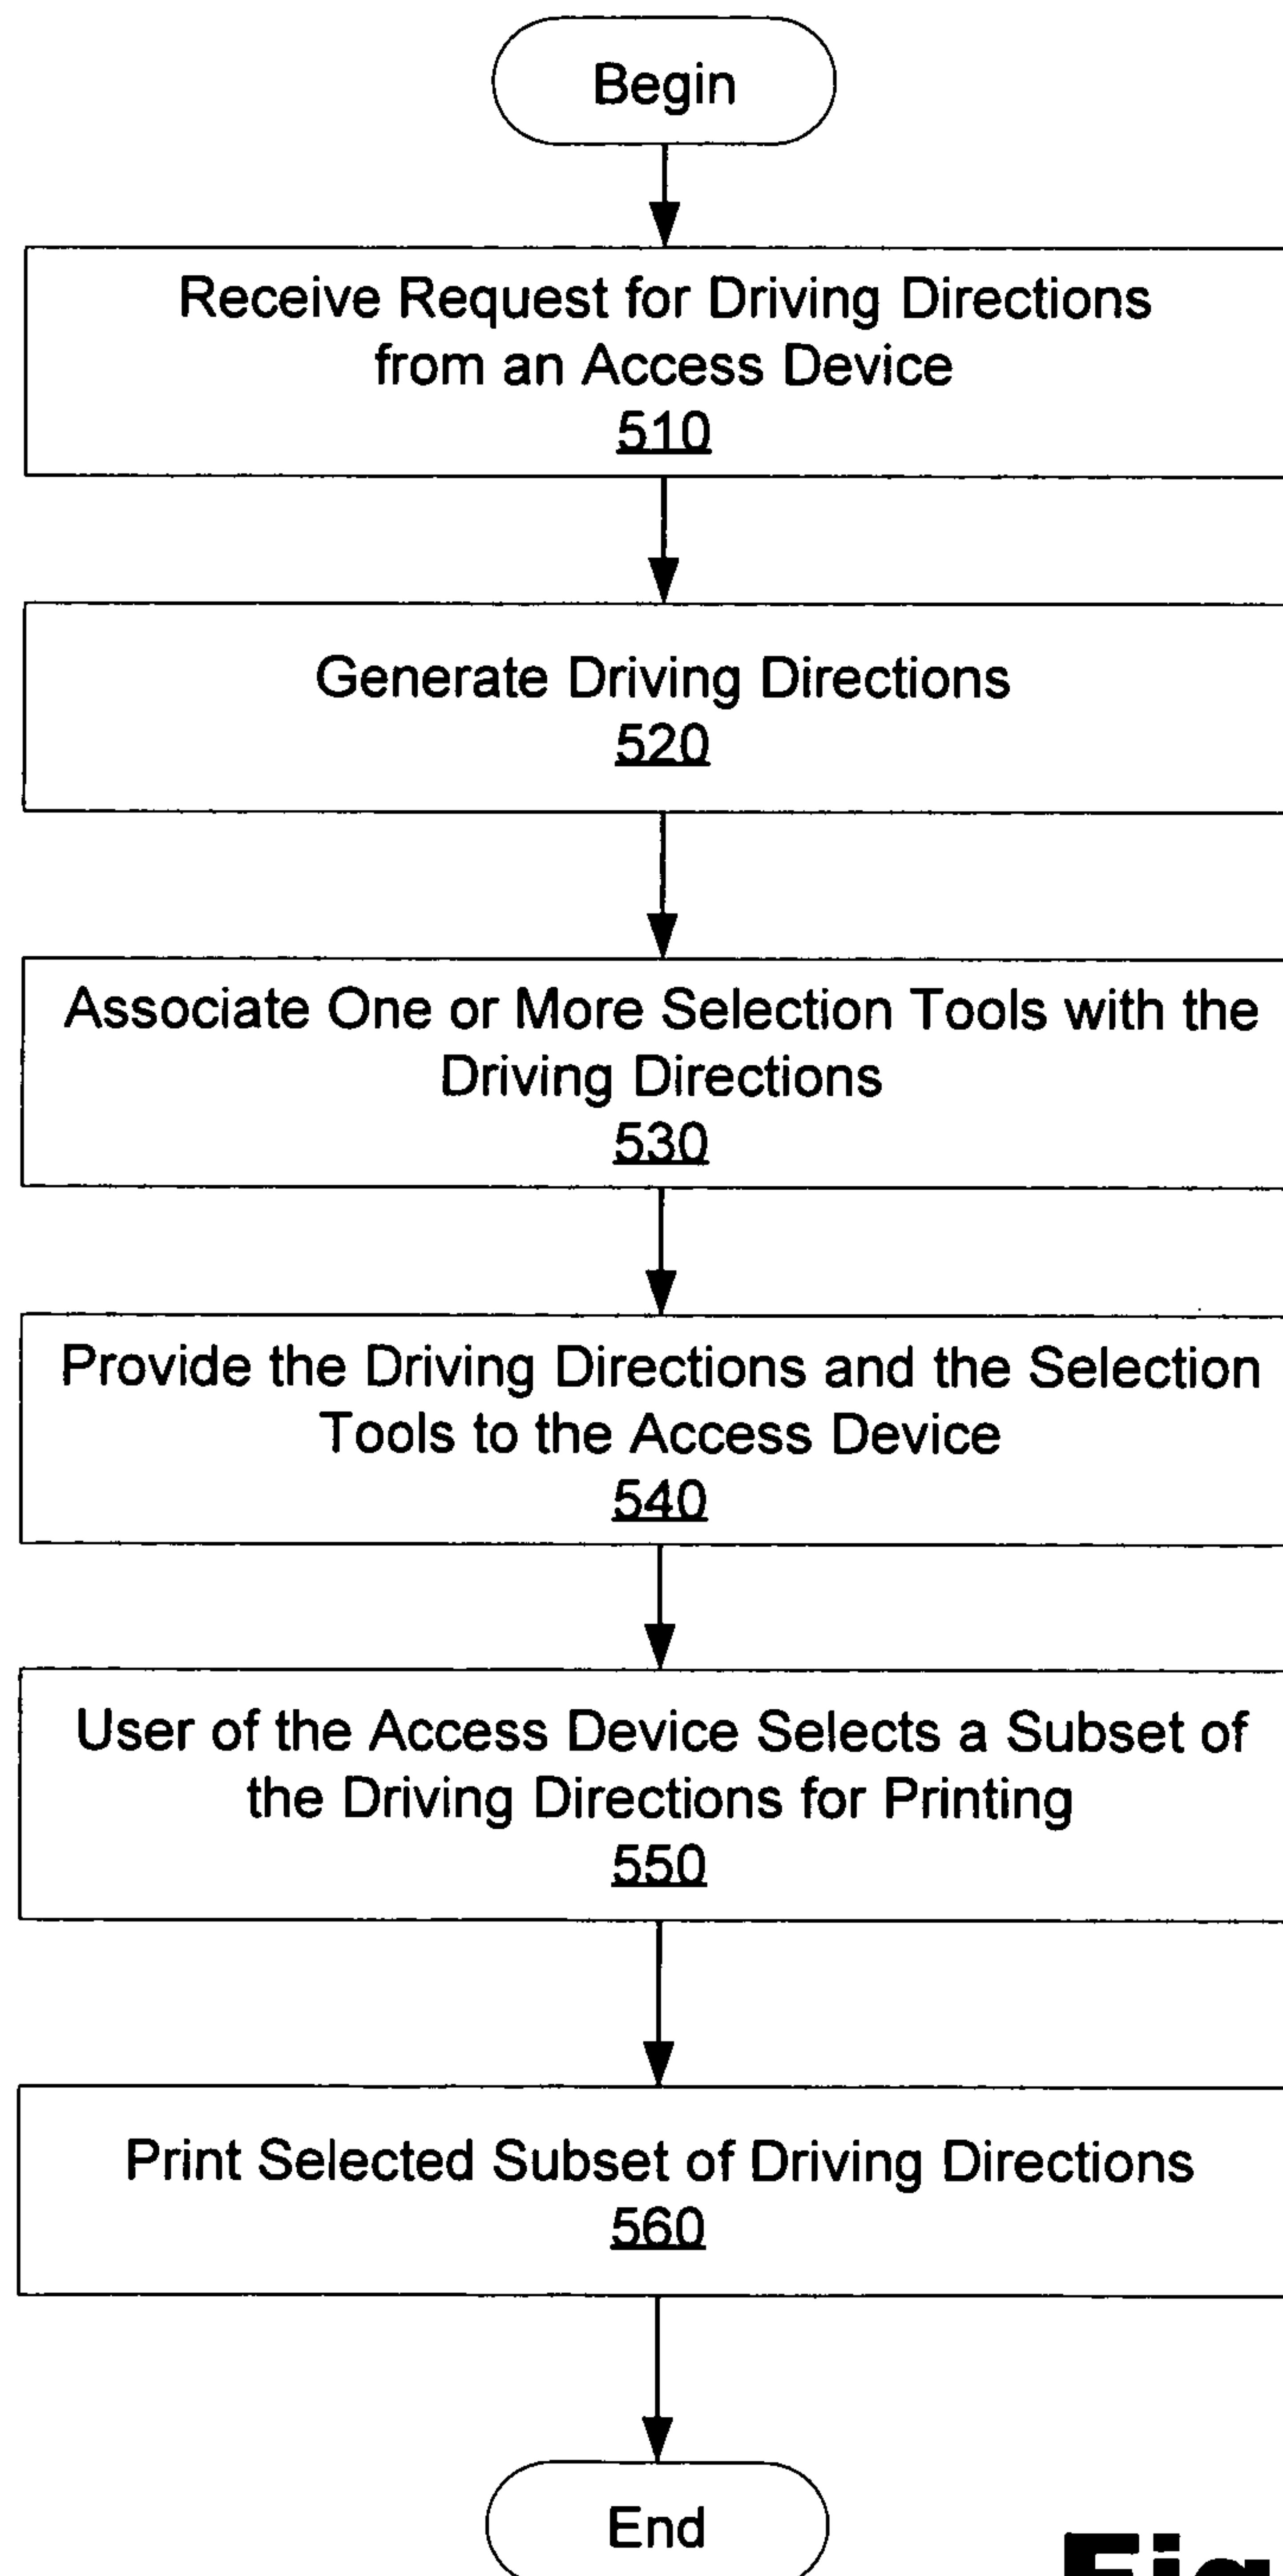 Begin
Receive Request for Driving Directions
from an Access Device
510
Generate Driving Directions
520
Associate One or More Selection Tools with the
Driving Directions
530
Provide the Driving Directions and the Selection
Tools to the Access Device
540
User of the Access Device Selects a Subset of
the Driving Directions for Printing
550
Print Selected Subset of Driving Directions
560
End